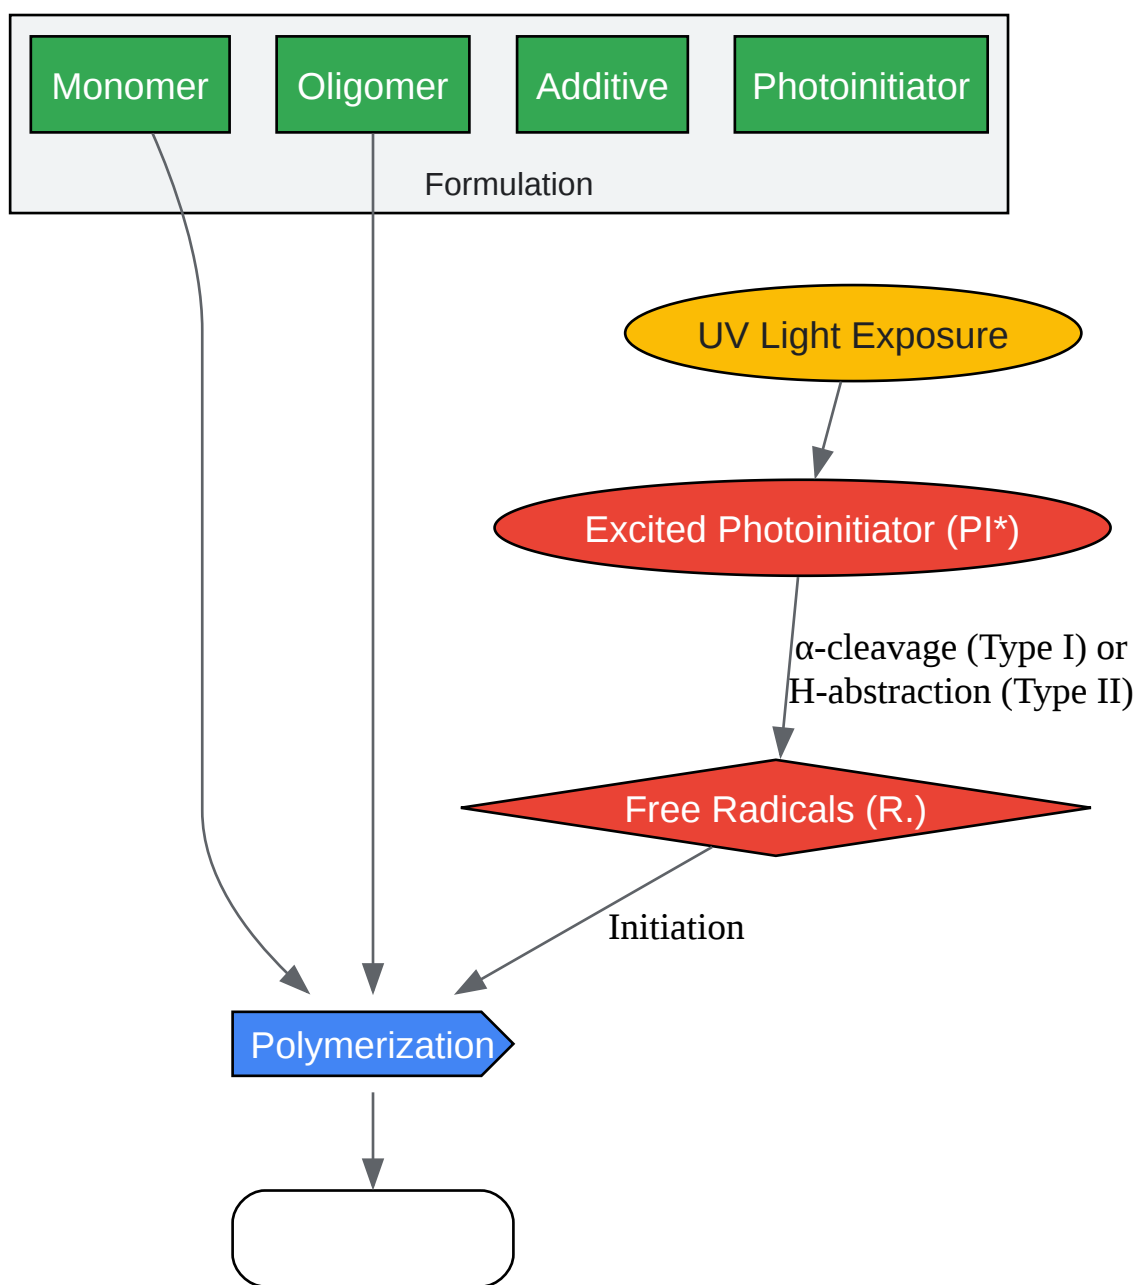 Monomer
Oligomer
Additive
Photoinitiator
Formulation
UV Light Exposure
Excited Photoinitiator (PI*)
α-cleavage (Type I) or
H-abstraction (Type II)
Free Radicals (R.)
Initiation
Polymerization